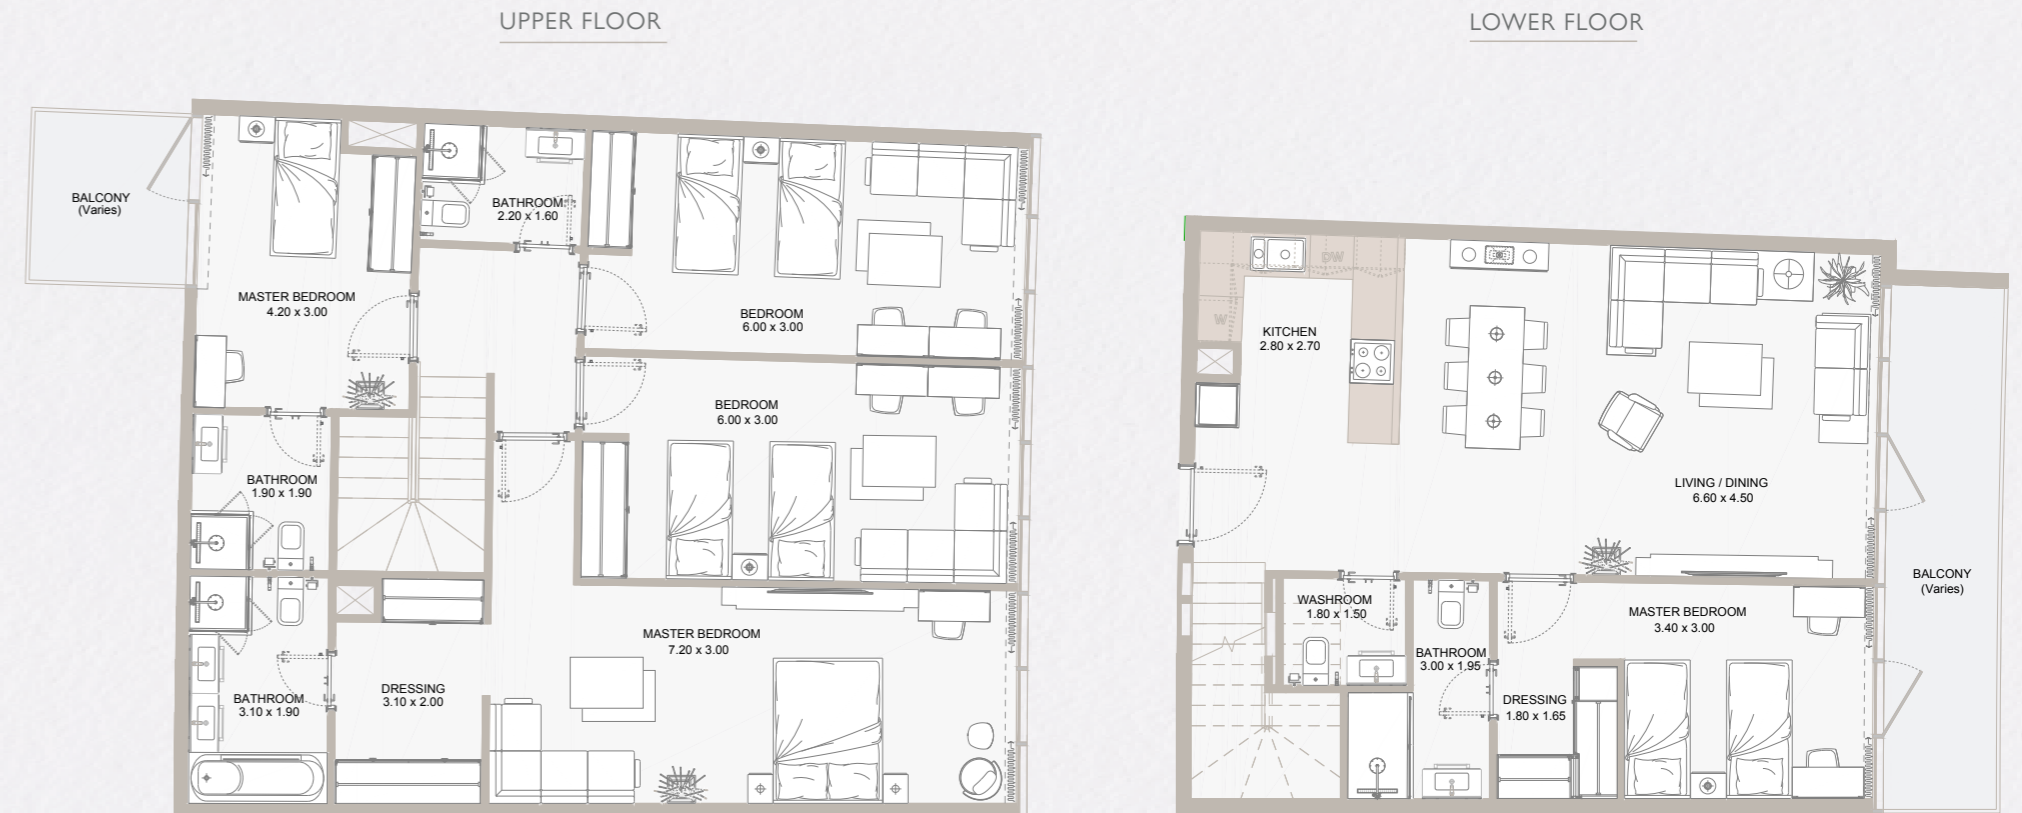 UPPER FLOOR
BALCONY
(Varies)
MASTER BEDROOM
4.20 x 3.00
BATHROOM
2.20 x 1.60
BEDROOM
6.00 x 3.00
BEDROOM
6.00 x 3.00
BATHROOM
1.90 x 1.90
MASTER BEDROOM
7.20 x 3.00
DRESSING
3.10 x 2.00
BATHROOM
3.10 x 1.90
LOWER FLOOR
DW
W
KITCHEN
2.80 x 2.70
LIVING / DINING
6.60 x 4.50
BALCONY
(Varies)
WASHROOM
1.80 x 1.50
MASTER BEDROOM
3.40 x 3.00
BATHROOM
3.00 x 1,95
DRESSING
1.80 x 1.65